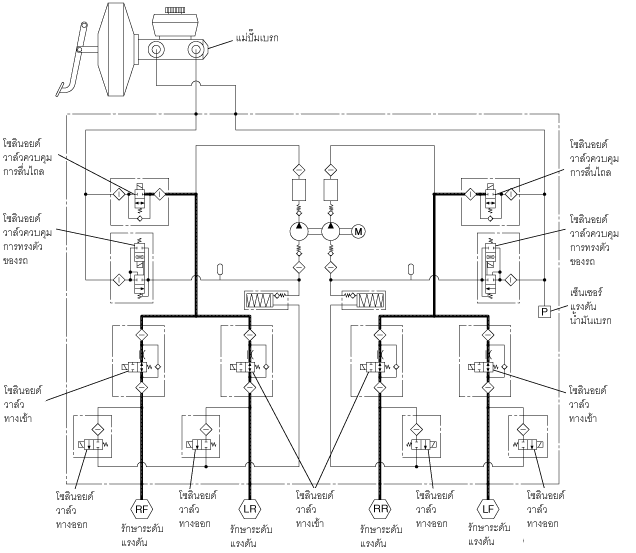 แม่ปั๊มเบรก
โซลินอยด์
วาล์วควบคุม
การลื่นไถล
โซลินอยด์
วาล์วควบคุม
การลื่นไถล
โซลินอยด์
วาล์วควบคุม
การทรงตัว
ของรถ
M
โซลินอยด์
วาล์วควบคุม
การทรงตัว
ของรถ
P
เซ็นเซอร์
แรงดัน
น้ำมันเบรก
โซลินอยด์
วาล์ว
ทางเข้า
โซลินอยด์
วาล์ว
ทางเข้า
โซลินอยด์
วาล์ว
ทางออก
RF
รักษาระดับ
แรงดัน
โซลินอยด์
วาล์ว
ทางออก
LR
รักษาระดับ
แรงดัน
โซลินอยด์
วาล์ว
ทางเข้า
RR
รักษาระดับ
แรงดัน
โซลินอยด์
วาล์ว
ทางออก
LF
รักษาระดับ
แรงดัน
โซลินอยด์
วาล์ว
ทางออก